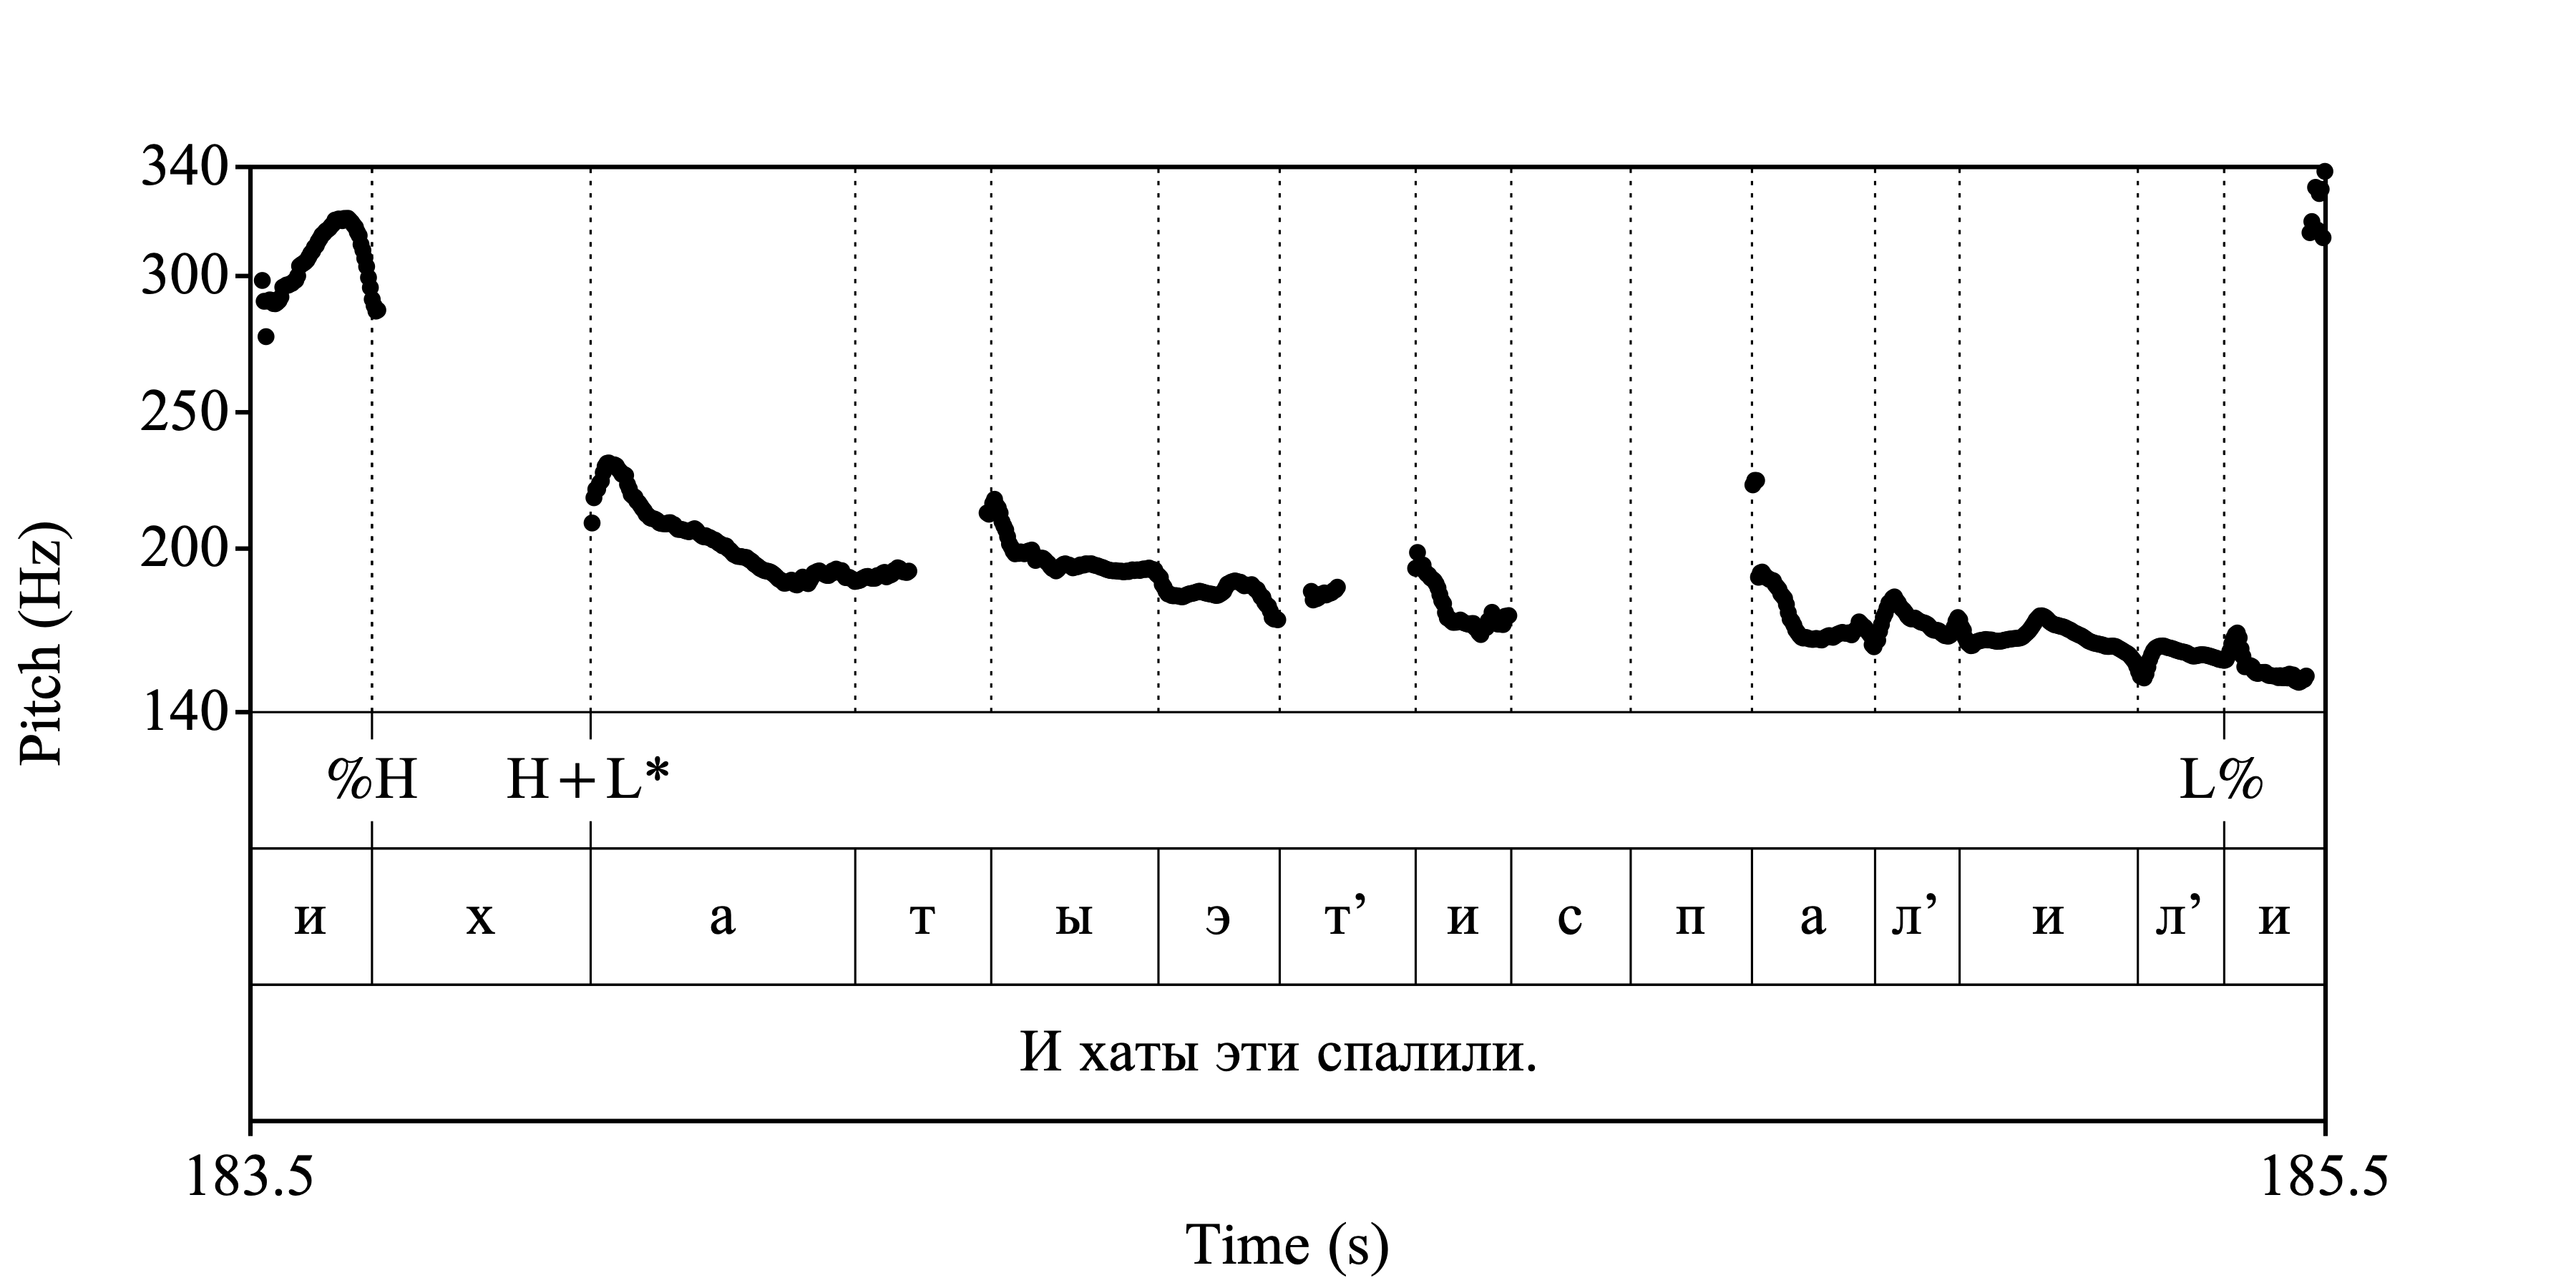 340
300
250
200
140
Pitch (Hz)
%H H+L* L%
и х а т ы э т’ и с п а л’ и л’ и
И хаты эти спалили.
183.5 185.5
Time (s)